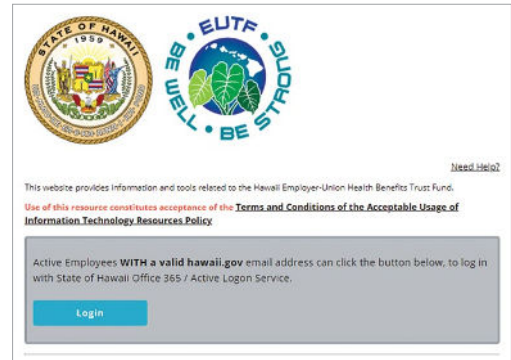 STATE OF HAWAII
1959
EUTF • BE STRONG • BE WELL •
Need Help?
This website provides information and tools related to the Hawaii Employer-Union Health Benefits Trust Fund.
Use of this resource constitutes acceptance of the Terms and Conditions of the Acceptable Usage of
Information Technology Resources Policy
Active Employees WITH a valid hawaii.gov email address can click the button below, to log in
with State of Hawaii Office 365 / Active Logon Service.
Login